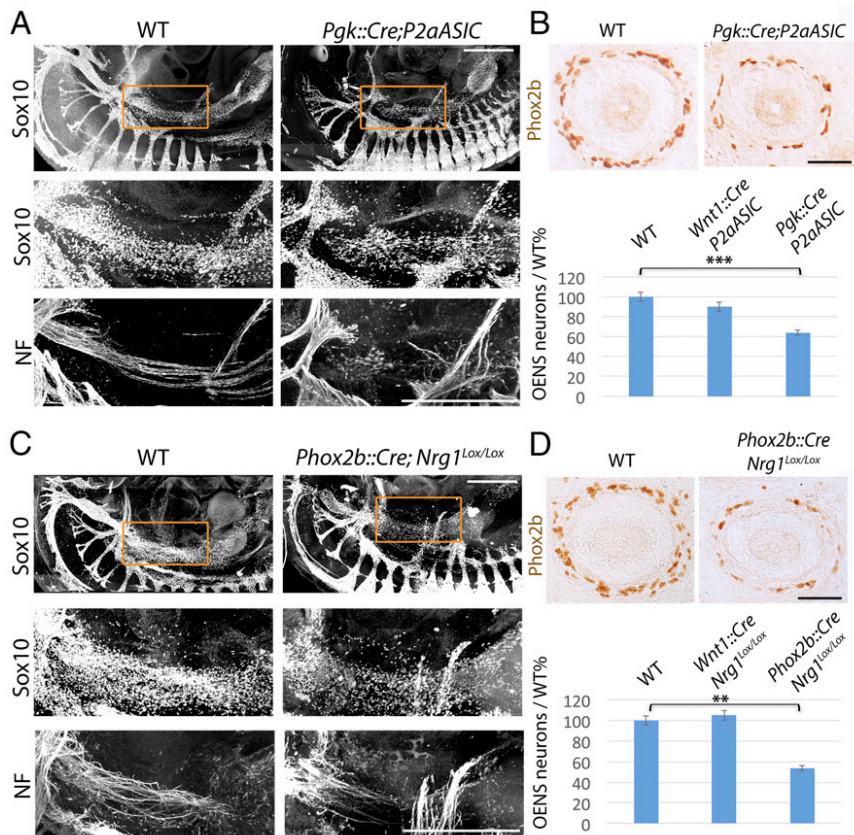 A
WT
Pgk::Cre;P2aASIC
Sox10
Sox10
NF
B
WT
Pgk::Cre;P2aASIC
Phox2b
WT
Wnt1::Cre
P2aASIC
Pgk::Cre
P2aASIC
***
OENS neurons / WT%
120
100
80
60
40
20
0
C
WT
Phox2b::Cre; Nrg1Lox/Lox
Sox10
Sox10
NF
D
WT
Phox2b::Cre
Nrg1Lox/Lox
Phox2b
WT
Wnt1::Cre
Nrg1Lox/Lox
Phox2b::Cre
Nrg1Lox/Lox
**
OENS neurons / WT%
120
100
80
60
40
20
0